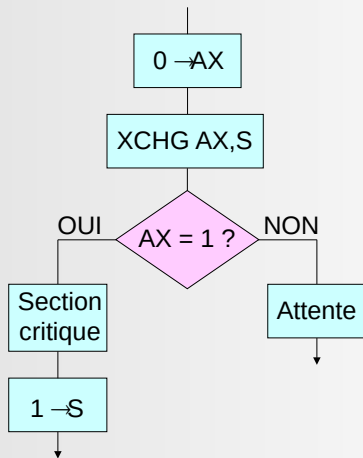 0 →AX
XCHG AX,S
OUI
NON
AX = 1 ?
Section
critique
Attente
1 →S